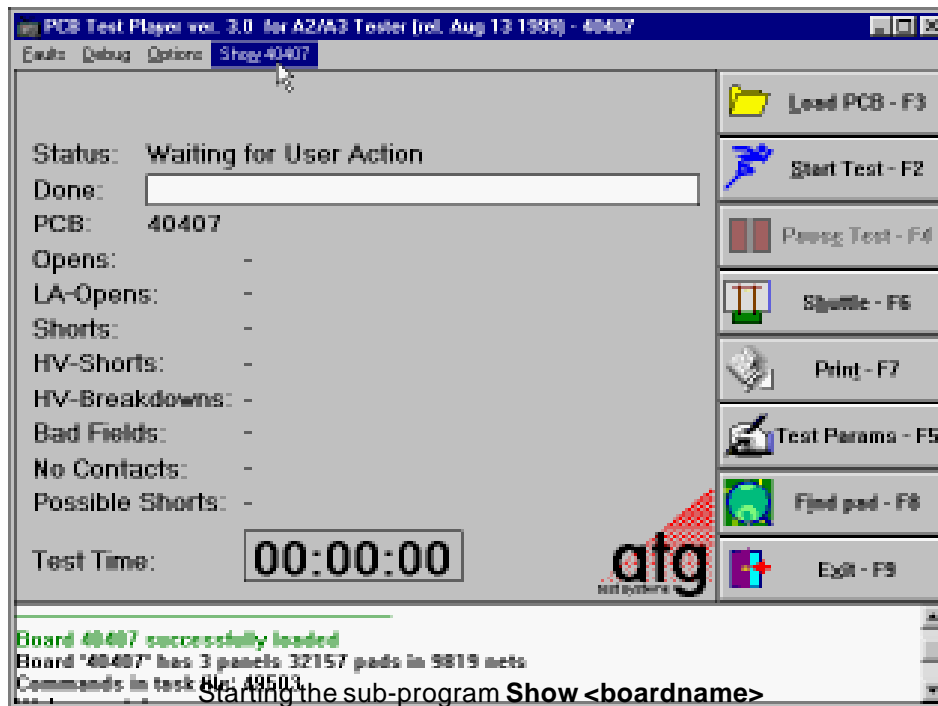 PCB Test Player ver. 3.0 for A2/A3 Tester (rel. Aug 13 1999) - 40407
Faults Debug Options Show 40407
Status: Waiting for User Action
Done:
PCB: 40407
Opens: -
LA-Opens: -
Shorts: -
HV-Shorts: -
HV-Breakdowns: -
Bad Fields: -
No Contacts: -
Possible Shorts: -
Test Time: 00:00:00
atg
test systems
Load PCB - F3
Start Test - F2
Pause Test - F4
Shuttle - F6
Print - F7
Test Params - F5
Find pad - F8
Exit - F9
Board 40407 successfully loaded
Board "40407" has 3 panels 32157 pads in 9819 nets
Commands in task file: 49503
Starting the sub-program Show <boardname>